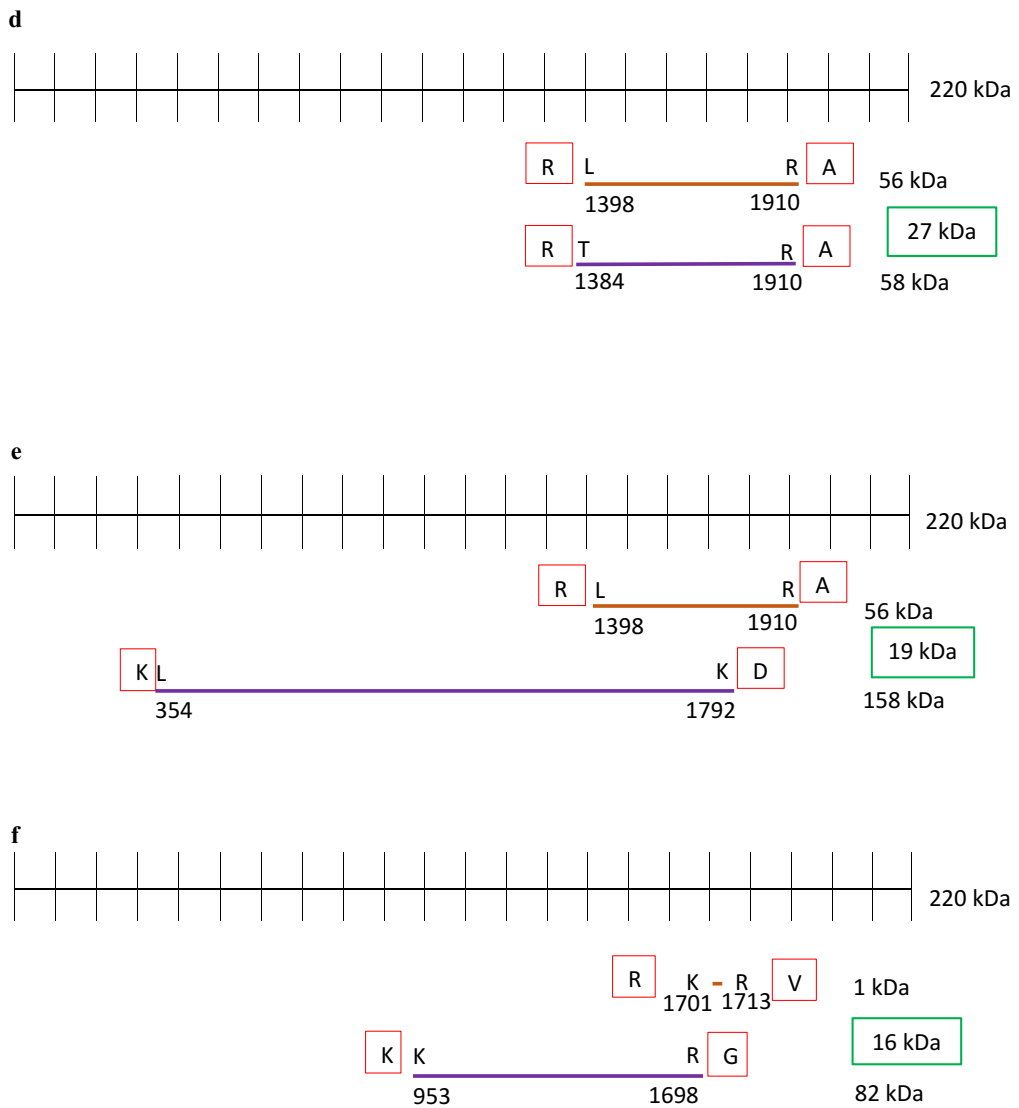 d
220 kDa
R L R A
56 kDa
1398 1910
27 kDa
R T R A
1384 1910
58 kDa
e
220 kDa
R L R A
56 kDa
1398 1910
19 kDa
K L K D
158 kDa
354 1792
f
220 kDa
R K R V
1 kDa
1701 1713
16 kDa
K K R G
82 kDa
953 1698